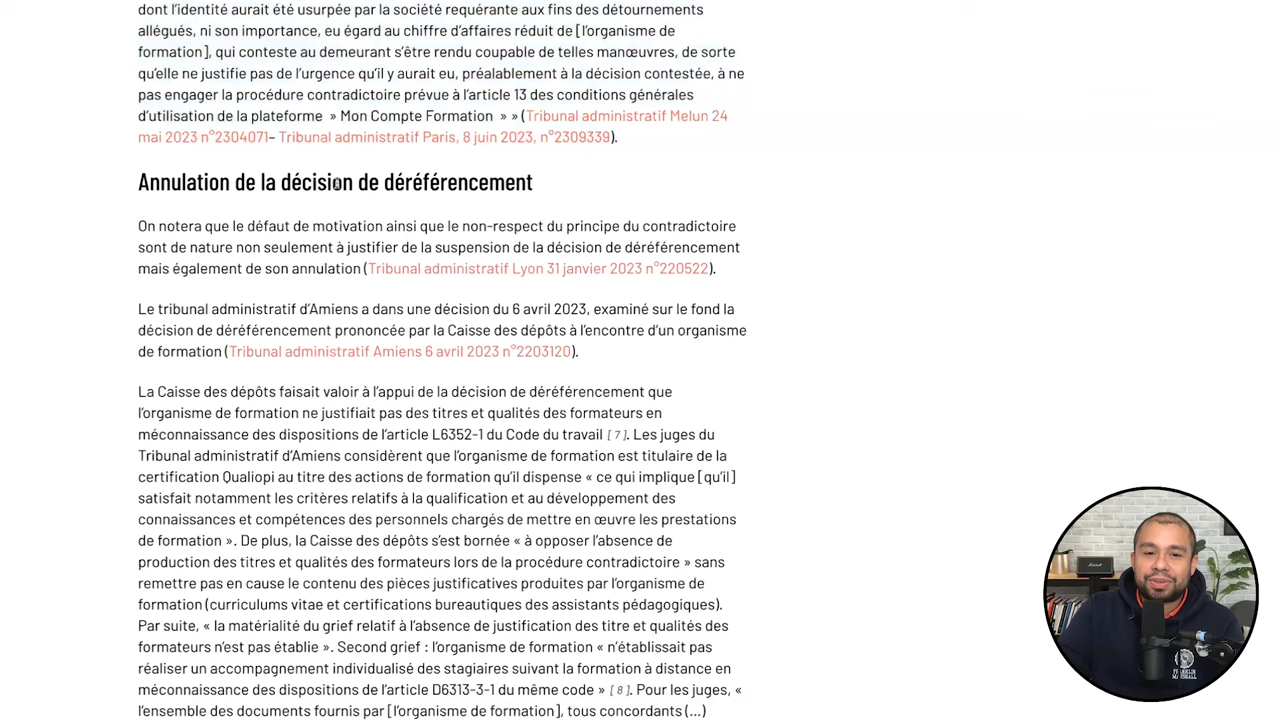 dont l'identité aurait été usurpée par la société requérante aux fins des détournements
allégués, ni son importance, eu égard au chiffre d'affaires réduit de [l'organisme de
formation], qui conteste au demeurant s'être rendu coupable de telles manœuvres, de sorte
qu'elle ne justifie pas de l'urgence qu'il y aurait eu, préalablement à la décision contestée, à ne
pas engager la procédure contradictoire prévue à l'article 13 des conditions générales
d'utilisation de la plateforme » Mon Compte Formation » » (Tribunal administratif Melun 24
mai 2023 n°2304071– Tribunal administratif Paris, 8 juin 2023, n°2309339).
Annulation de la décision de déréférencement
On notera que le défaut de motivation ainsi que le non-respect du principe du contradictoire
sont de nature non seulement à justifier de la suspension de la décision de déréférencement
mais également de son annulation (Tribunal administratif Lyon 31 janvier 2023 n°220522).
Le tribunal administratif d'Amiens a dans une décision du 6 avril 2023, examiné sur le fond la
décision de déréférencement prononcée par la Caisse des dépôts à l'encontre d'un organisme
de formation (Tribunal administratif Amiens 6 avril 2023 n°2203120).
La Caisse des dépôts faisait valoir à l'appui de la décision de déréférencement que
l'organisme de formation ne justifiait pas des titres et qualités des formateurs en
méconnaissance des dispositions de l'article L6352-1 du Code du travail [ 7 ]. Les juges du
Tribunal administratif d'Amiens considèrent que l'organisme de formation est titulaire de la
certification Qualiopi au titre des actions de formation qu'il dispense « ce qui implique [qu'il]
satisfait notamment les critères relatifs à la qualification et au développement des
connaissances et compétences des personnels chargés de mettre en œuvre les prestations
de formation ». De plus, la Caisse des dépôts s'est bornée « à opposer l'absence de
production des titres et qualités des formateurs lors de la procédure contradictoire » sans
remettre pas en cause le contenu des pièces justificatives produites par l'organisme de
formation (curriculums vitae et certifications bureautiques des assistants pédagogiques).
Par suite, « la matérialité du grief relatif à l'absence de justification des titre et qualités des
formateurs n'est pas établie ». Second grief : l'organisme de formation « n'établissait pas
réaliser un accompagnement individualisé des stagiaires suivant la formation à distance en
méconnaissance des dispositions de l'article D6313-3-1 du même code » [ 8 ]. Pour les juges, «
l'ensemble des documents fournis par [l'organisme de formation], tous concordants (...)
FRANKLIN
MARSHALL